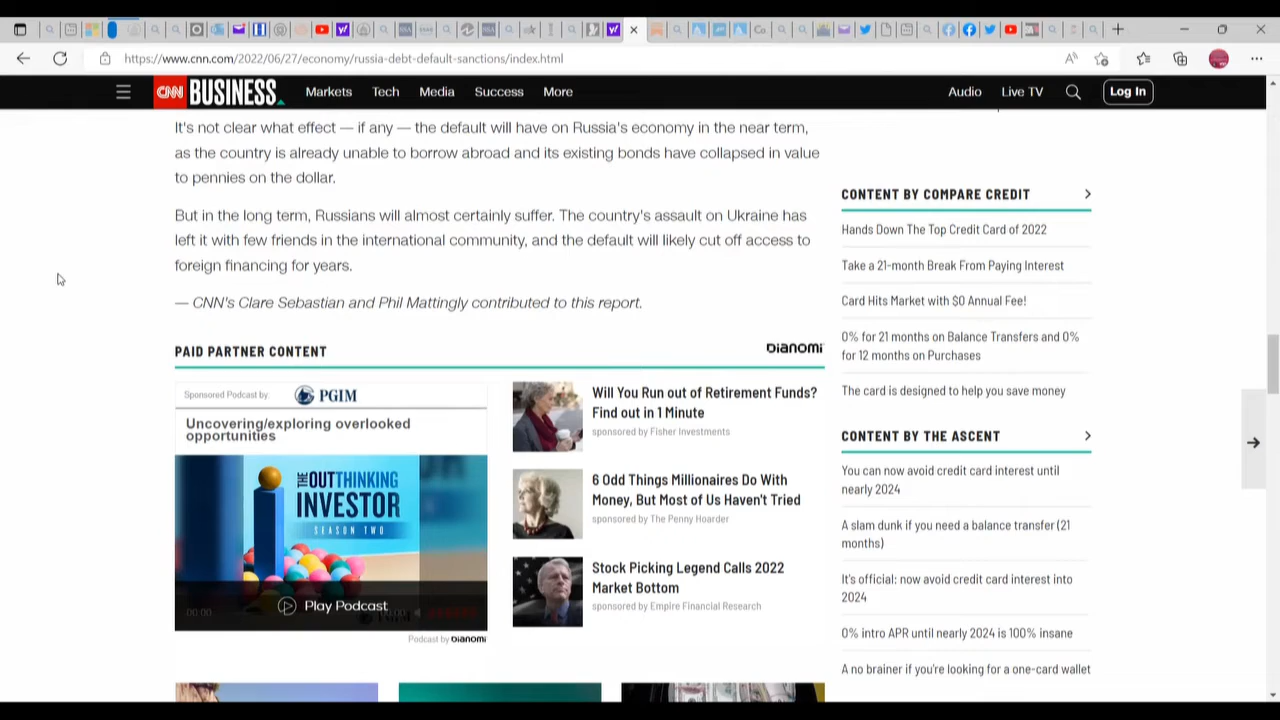 https://www.cnn.com/2022/06/27/economy/russia-debt-default-sanctions/index.html
CNN BUSINESS Markets Tech Media Success More Audio Live TV Log In
It's not clear what effect — if any — the default will have on Russia's economy in the near term,
as the country is already unable to borrow abroad and its existing bonds have collapsed in value
to pennies on the dollar.
But in the long term, Russians will almost certainly suffer. The country's assault on Ukraine has
left it with few friends in the international community, and the default will likely cut off access to
foreign financing for years.
— CNN's Clare Sebastian and Phil Mattingly contributed to this report.
PAID PARTNER CONTENT
DIANOMI
Sponsored Podcast by:
PGIM
Uncovering/exploring overlooked
opportunities
THE OUTTHINKING
INVESTOR
SEASON TWO
00:00
Play Podcast
Podcast by DIANOMI
Will You Run out of Retirement Funds?
Find out in 1 Minute
sponsored by Fisher Investments
6 Odd Things Millionaires Do With
Money, But Most of Us Haven't Tried
sponsored by The Penny Hoarder
Stock Picking Legend Calls 2022
Market Bottom
sponsored by Empire Financial Research
CONTENT BY COMPARE CREDIT
Hands Down The Top Credit Card of 2022
Take a 21-month Break From Paying Interest
Card Hits Market with $0 Annual Fee!
0% for 21 months on Balance Transfers and 0%
for 12 months on Purchases
The card is designed to help you save money
CONTENT BY THE ASCENT
You can now avoid credit card interest until
nearly 2024
A slam dunk if you need a balance transfer (21
months)
It's official: now avoid credit card interest into
2024
0% intro APR until nearly 2024 is 100% insane
A no brainer if you're looking for a one-card wallet